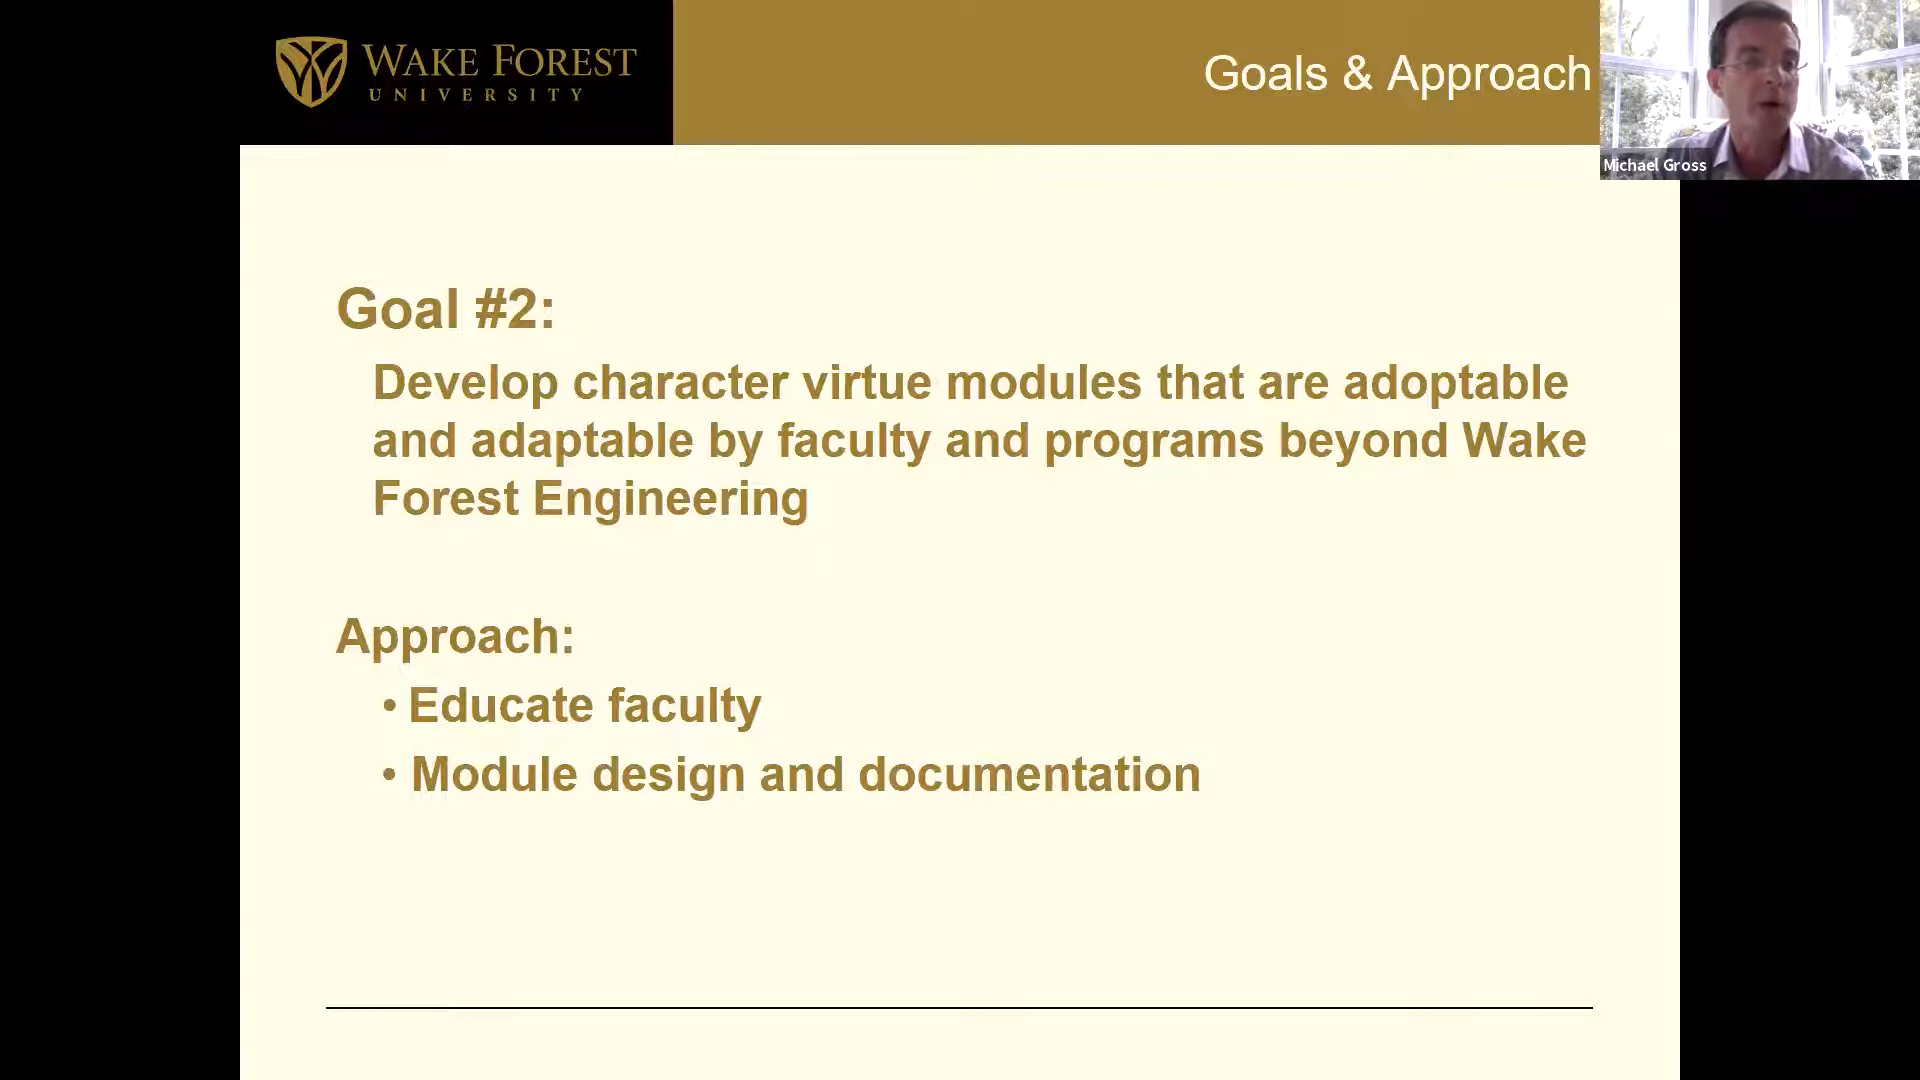 WAKE FOREST
UNIVERSITY
Goals & Approach
Michael Gross
Goal #2:
Develop character virtue modules that are adoptable
and adaptable by faculty and programs beyond Wake
Forest Engineering
Approach:
• Educate faculty
• Module design and documentation